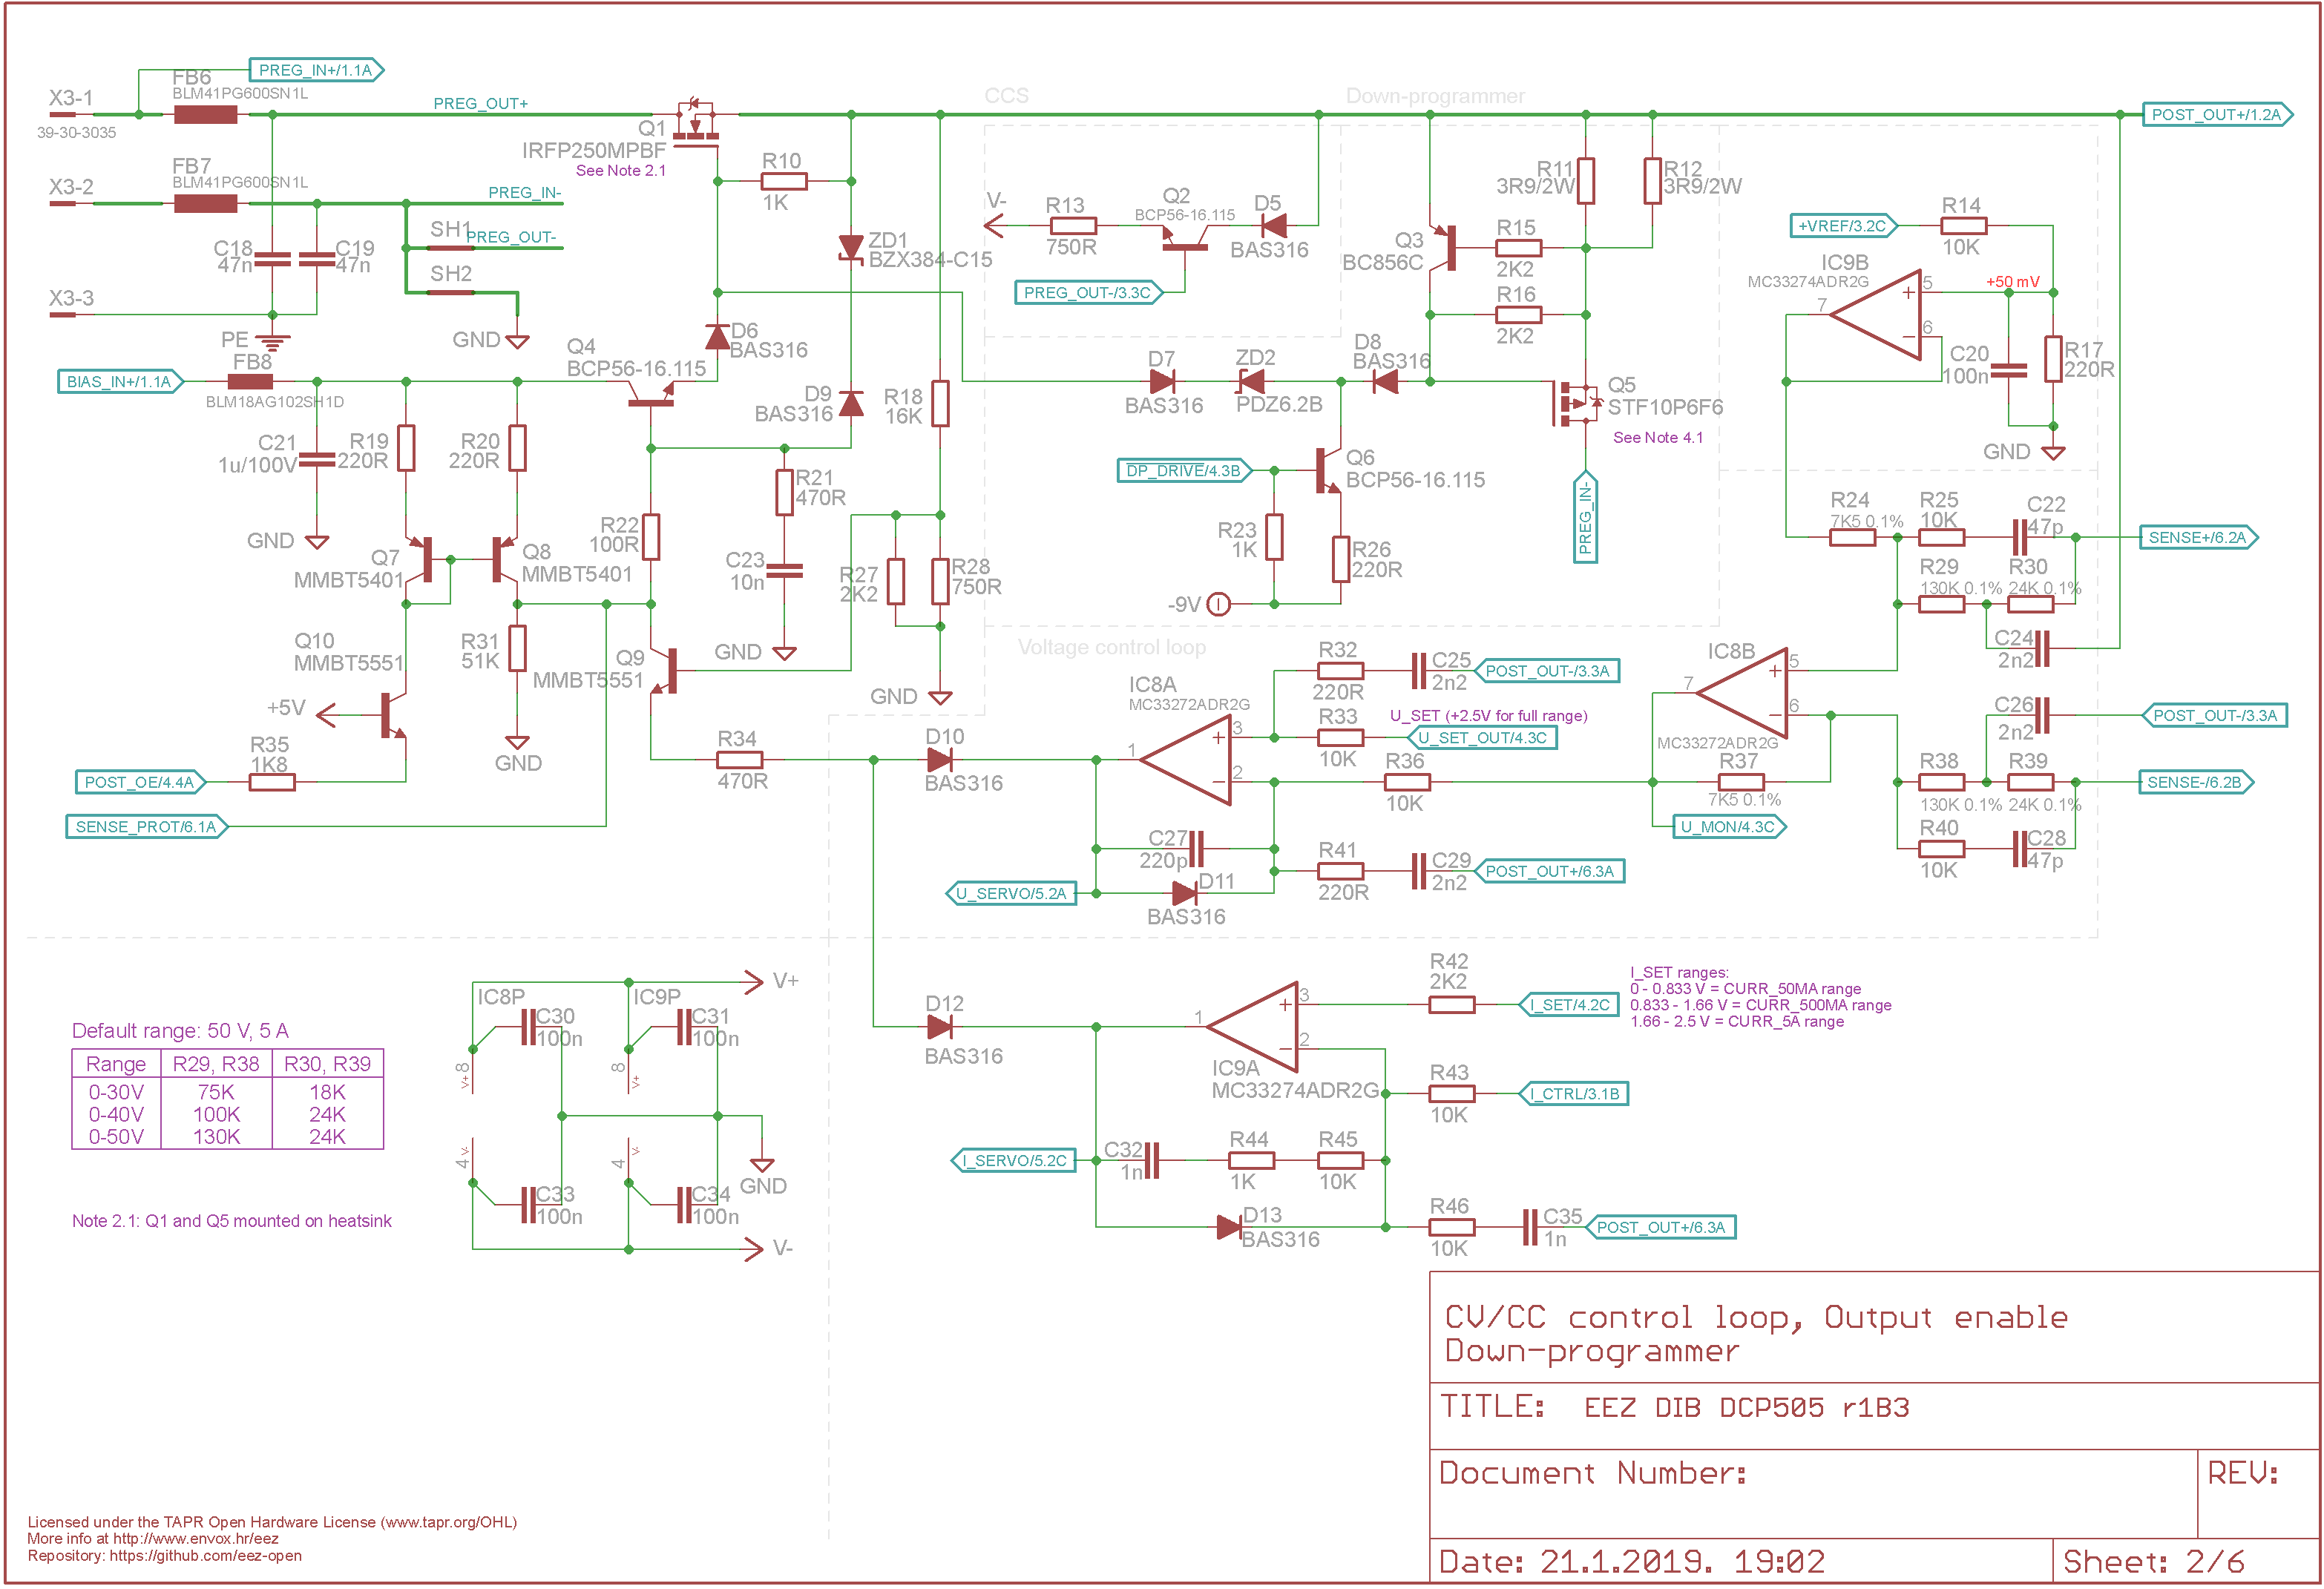 PREG_IN+/1.1A
FB6
BLM41PG600SN1L
X3-1
39-30-3035
PREG_OUT+
Q1
IRFP250MPBF
See Note 2.1
CCS
Down-programmer
POST_OUT+/1.2A
FB7
BLM41PG600SN1L
X3-2
PREG_IN-
SH1
PREG_OUT-
SH2
C18
47n
C19
47n
X3-3
PE
GND
R10
1K
ZD1
BZX384-C15
V-
R13
750R
Q2
BCP56-16.115
D5
BAS316
PREG_OUT-/3.3C
R11
3R9/2W
R12
3R9/2W
Q3
BC856C
R15
2K2
R16
2K2
+VREF/3.2C
R14
10K
IC9B
MC33274ADR2G
5
6
7
+50 mV
C20
100n
R17
220R
GND
FB8
BIAS_IN+/1.1A
BLM18AG102SH1D
Q4
BCP56-16.115
D6
BAS316
D9
BAS316
R18
16K
D7
BAS316
ZD2
PDZ6.2B
D8
BAS316
Q5
STF10P6F6
See Note 4.1
C21
1u/100V
R19
220R
R20
220R
GND
R21
470R
R22
100R
C23
10n
GND
Q7
MMBT5401
Q8
MMBT5401
DP_DRIVE/4.3B
Q6
BCP56-16.115
R23
1K
R26
220R
-9V
PREG_IN-
R24
7K5 0.1%
R25
10K
C22
47p
SENSE+/6.2A
R29
130K 0.1%
R30
24K 0.1%
C24
2n2
R27
2K2
R28
750R
GND
Q10
MMBT5551
R31
51K
GND
Q9
MMBT5551
+5V
R35
1K8
POST_OE/4.4A
SENSE_PROT/6.1A
R34
470R
Voltage control loop
D10
BAS316
IC8A
MC33272ADR2G
1
3
2
R32
220R
C25
2n2
POST_OUT-/3.3A
U_SET (+2.5V for full range)
R33
10K
U_SET_OUT/4.3C
R36
10K
IC8B
MC33272ADR2G
5
6
7
R37
7K5 0.1%
U_MON/4.3C
C26
2n2
POST_OUT-/3.3A
R38
130K 0.1%
R39
24K 0.1%
SENSE-/6.2B
R40
10K
C28
47p
C27
220p
D11
BAS316
U_SERVO/5.2A
R41
220R
C29
2n2
POST_OUT+/6.3A
Default range: 50 V, 5 A
Range R29, R38 R30, R39
0-30V 75K 18K
0-40V 100K 24K
0-50V 130K 24K
Note 2.1: Q1 and Q5 mounted on heatsink
IC8P
C30
100n
IC9P
C31
100n
V+
8
V+
8
V+
4
V-
4
V-
C33
100n
C34
100n
GND
V-
D12
BAS316
IC9A
MC33274ADR2G
1
3
2
R42
2K2
I_SET/4.2C
I_SET ranges:
0 - 0.833 V = CURR_50MA range
0.833 - 1.66 V = CURR_500MA range
1.66 - 2.5 V = CURR_5A range
R43
10K
I_CTRL/3.1B
I_SERVO/5.2C
C32
1n
R44
1K
R45
10K
D13
BAS316
R46
10K
C35
1n
POST_OUT+/6.3A
CV/CC control loop, Output enable
Down-programmer
TITLE: EEZ DIB DCP505 r1B3
Document Number:
REV:
Date: 21.1.2019. 19:02
Sheet: 2/6
Licensed under the TAPR Open Hardware License (www.tapr.org/OHL)
More info at http://www.envox.hr/eez
Repository: https://github.com/eez-open